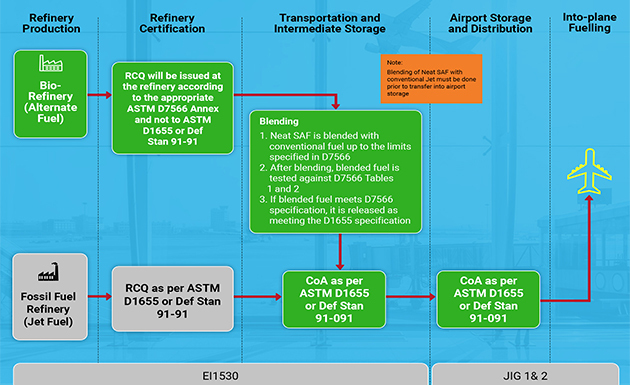 Refinery
Production
Refinery
Certification
Transportation and
Intermediate Storage
Airport Storage
and Distribution
Into-plane
Fuelling
Bio-
Refinery
(Alternate
Fuel)
RCQ will be issued at
the refinery according
to the appropriate
ASTM D7566 Annex
and not to ASTM
D1655 or Def
Stan 91-91
Note:
Blending of Neat SAF with
conventional Jet must be done
prior to transfer into airport
storage
Blending
1. Neat SAF is blended with
conventional fuel up to the limits
specified in D7566
2. After blending, blended fuel is
tested against D7566 Tables
1 and 2
3. If blended fuel meets D7566
specification, it is released as
meeting the D1655 specification
Fossil Fuel
Refinery
(Jet Fuel)
RCQ as per ASTM
D1655 or Def Stan
91-91
CoA as per
ASTM D1655
or Def Stan
91-091
CoA as per
ASTM D1655
or Def Stan
91-091
EI1530
JIG 1& 2